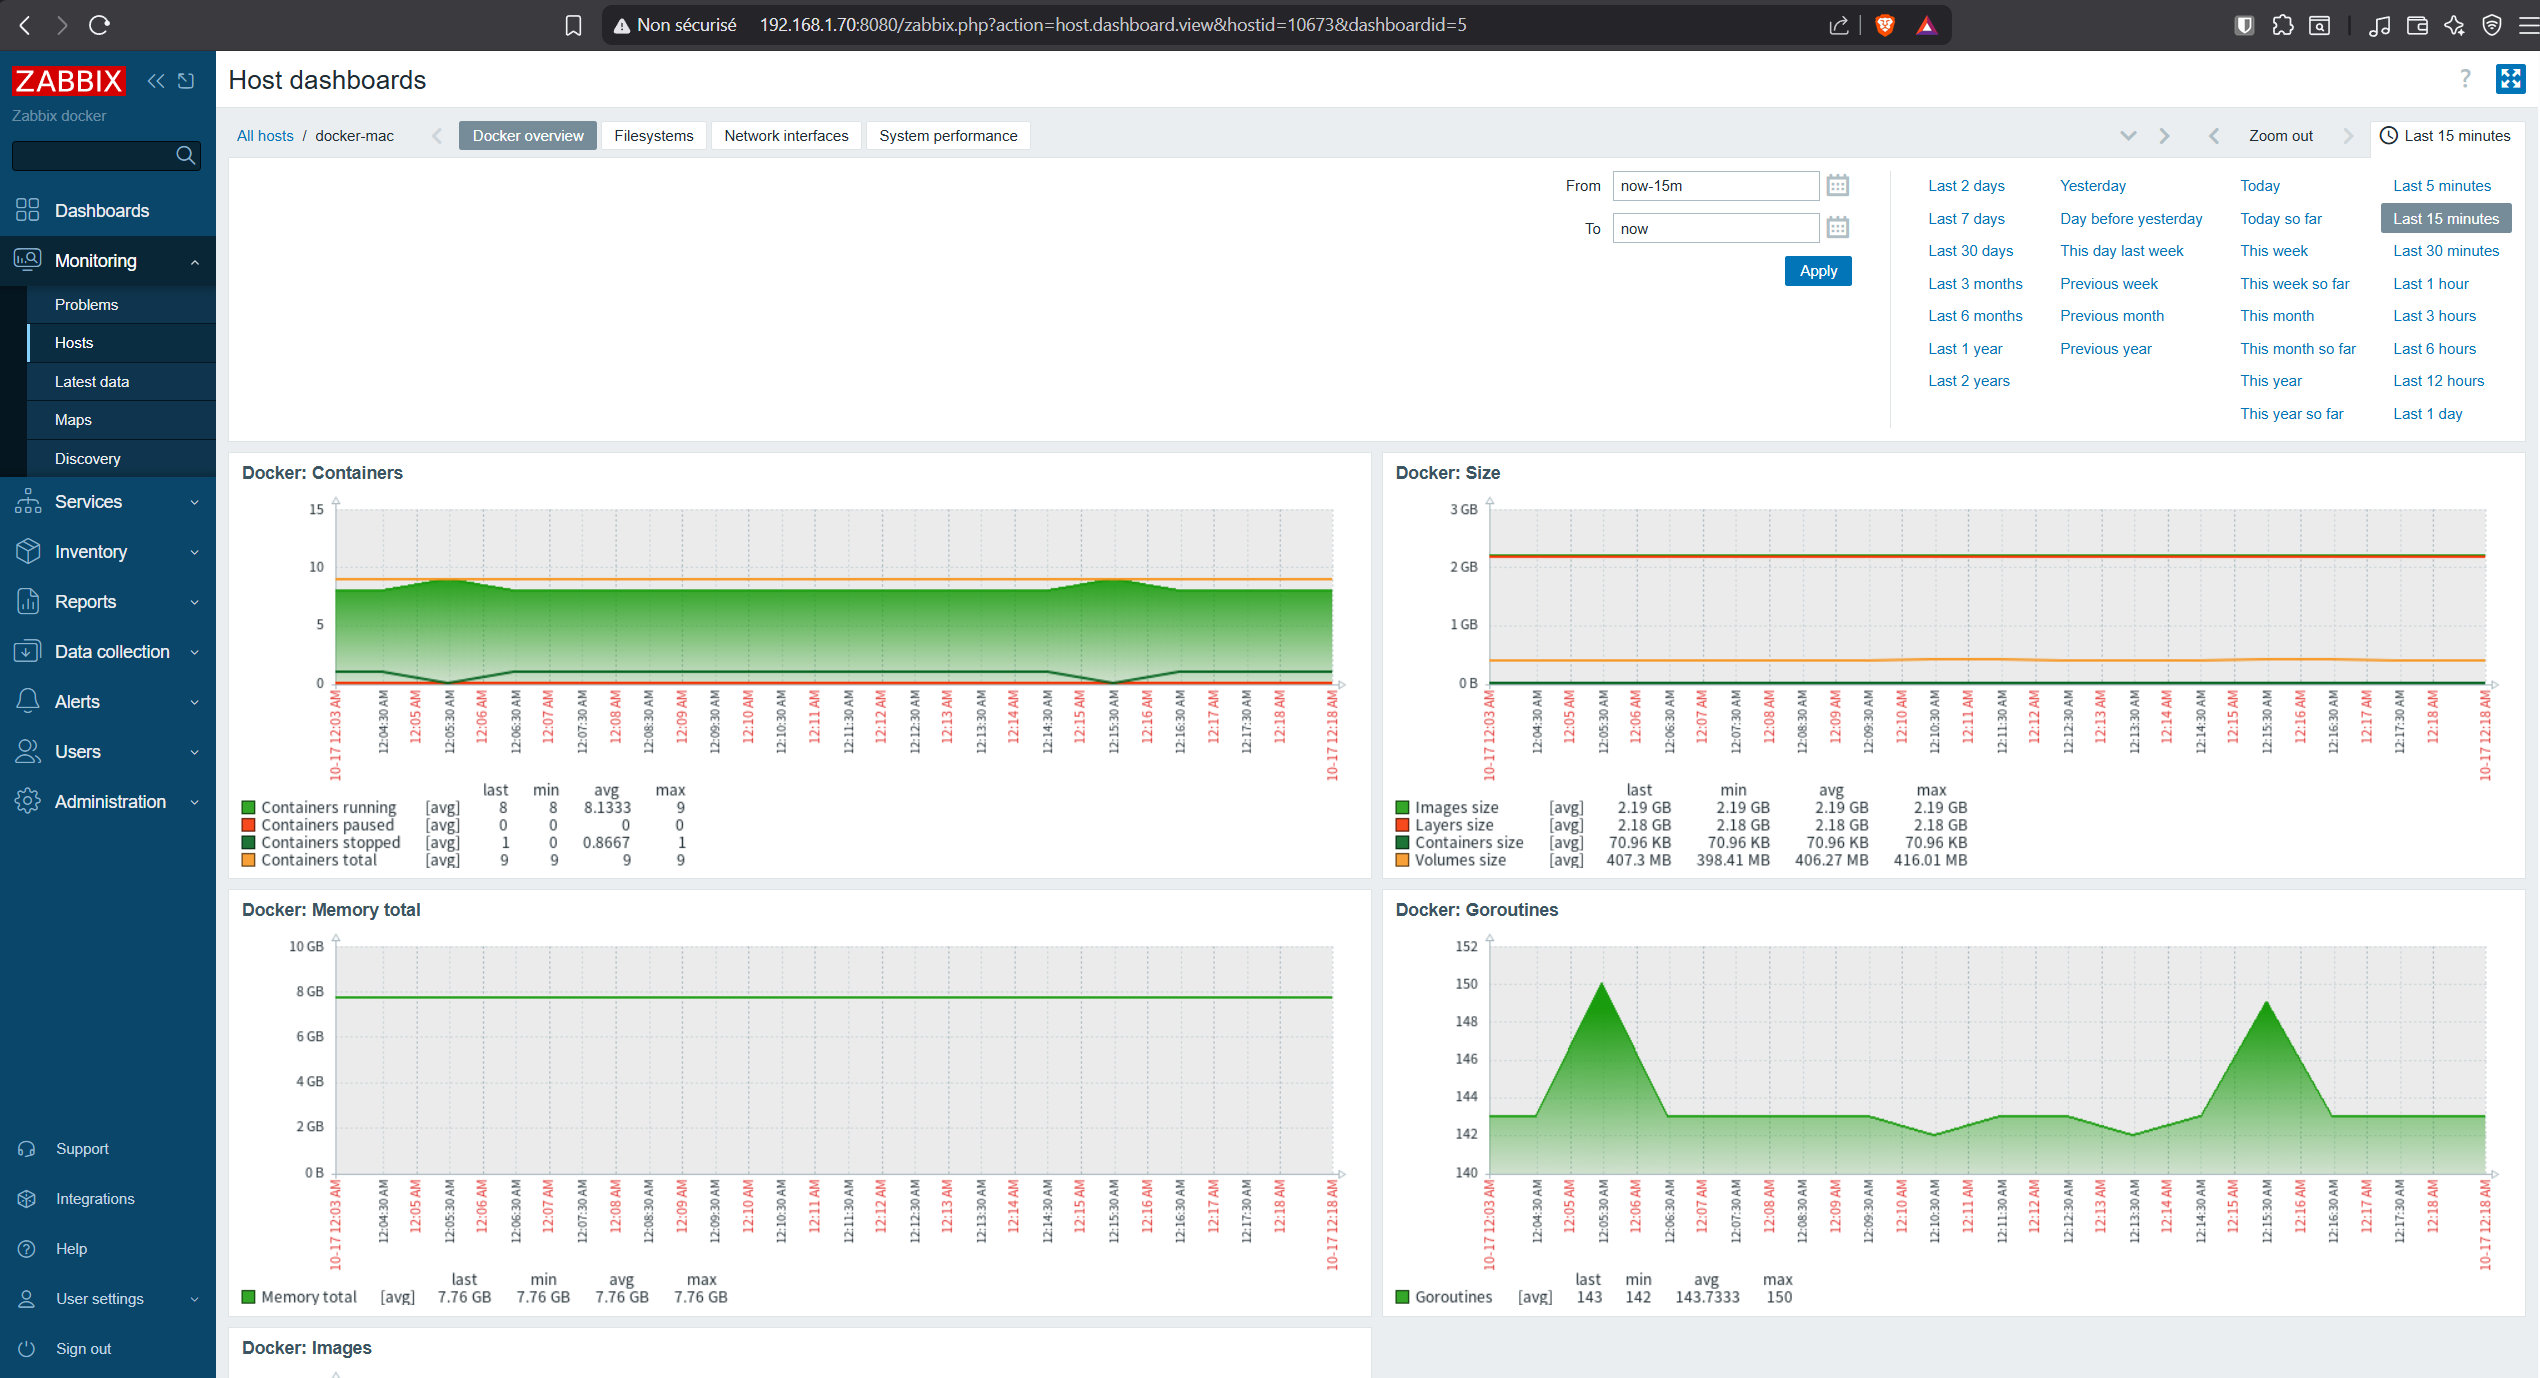 Non sécurisé 192.168.1.70:8080/zabbix.php?action=host.dashboard.view&hostid=10673&dashboardid=5
ZABBIX
Zabbix docker
Dashboards
Monitoring
Problems
Hosts
Latest data
Maps
Discovery
Services
Inventory
Reports
Data collection
Alerts
Users
Administration
Support
Integrations
Help
User settings
Sign out
Host dashboards
?
All hosts / docker-mac Docker overview Filesystems Network interfaces System performance Zoom out Last 15 minutes
From now-15m
To now
Apply
Last 2 days Yesterday Today Last 5 minutes
Last 7 days Day before yesterday Today so far Last 15 minutes
Last 30 days This day last week This week Last 30 minutes
Last 3 months Previous week This week so far Last 1 hour
Last 6 months Previous month This month Last 3 hours
Last 1 year Previous year This month so far Last 6 hours
Last 2 years This year Last 12 hours
This year so far Last 1 day
Docker: Containers
15
10
5
0
10-17 12:03 AM 12:04:30 AM 12:05 AM 12:05:30 AM 12:06 AM 12:06:30 AM 12:07 AM 12:07:30 AM 12:08 AM 12:08:30 AM 12:09 AM 12:09:30 AM 12:10 AM 12:10:30 AM 12:11 AM 12:11:30 AM 12:12 AM 12:12:30 AM 12:13 AM 12:13:30 AM 12:14 AM 12:14:30 AM 12:15 AM 12:15:30 AM 12:16 AM 12:16:30 AM 12:17 AM 12:17:30 AM 12:18 AM 10-17 12:18 AM
last min avg max
Containers running [avg] 8 8 8.1333 9
Containers paused [avg] 0 0 0 0
Containers stopped [avg] 1 0 0.8667 1
Containers total [avg] 9 9 9 9
Docker: Size
3 GB
2 GB
1 GB
0 B
10-17 12:03 AM 12:04:30 AM 12:05 AM 12:05:30 AM 12:06 AM 12:06:30 AM 12:07 AM 12:07:30 AM 12:08 AM 12:08:30 AM 12:09 AM 12:09:30 AM 12:10 AM 12:10:30 AM 12:11 AM 12:11:30 AM 12:12 AM 12:12:30 AM 12:13 AM 12:13:30 AM 12:14 AM 12:14:30 AM 12:15 AM 12:15:30 AM 12:16 AM 12:16:30 AM 12:17 AM 12:17:30 AM 12:18 AM 10-17 12:18 AM
last min avg max
Images size [avg] 2.19 GB 2.19 GB 2.19 GB 2.19 GB
Layers size [avg] 2.18 GB 2.18 GB 2.18 GB 2.18 GB
Containers size [avg] 70.96 KB 70.96 KB 70.96 KB 70.96 KB
Volumes size [avg] 407.3 MB 398.41 MB 406.27 MB 416.01 MB
Docker: Memory total
10 GB
8 GB
6 GB
4 GB
2 GB
0 B
10-17 12:03 AM 12:04:30 AM 12:05 AM 12:05:30 AM 12:06 AM 12:06:30 AM 12:07 AM 12:07:30 AM 12:08 AM 12:08:30 AM 12:09 AM 12:09:30 AM 12:10 AM 12:10:30 AM 12:11 AM 12:11:30 AM 12:12 AM 12:12:30 AM 12:13 AM 12:13:30 AM 12:14 AM 12:14:30 AM 12:15 AM 12:15:30 AM 12:16 AM 12:16:30 AM 12:17 AM 12:17:30 AM 12:18 AM 10-17 12:18 AM
last min avg max
Memory total [avg] 7.76 GB 7.76 GB 7.76 GB 7.76 GB
Docker: Goroutines
152
150
148
146
144
142
140
10-17 12:03 AM 12:04:30 AM 12:05 AM 12:05:30 AM 12:06 AM 12:06:30 AM 12:07 AM 12:07:30 AM 12:08 AM 12:08:30 AM 12:09 AM 12:09:30 AM 12:10 AM 12:10:30 AM 12:11 AM 12:11:30 AM 12:12 AM 12:12:30 AM 12:13 AM 12:13:30 AM 12:14 AM 12:14:30 AM 12:15 AM 12:15:30 AM 12:16 AM 12:16:30 AM 12:17 AM 12:17:30 AM 12:18 AM 10-17 12:18 AM
last min avg max
Goroutines [avg] 143 142 143.7333 150
Docker: Images